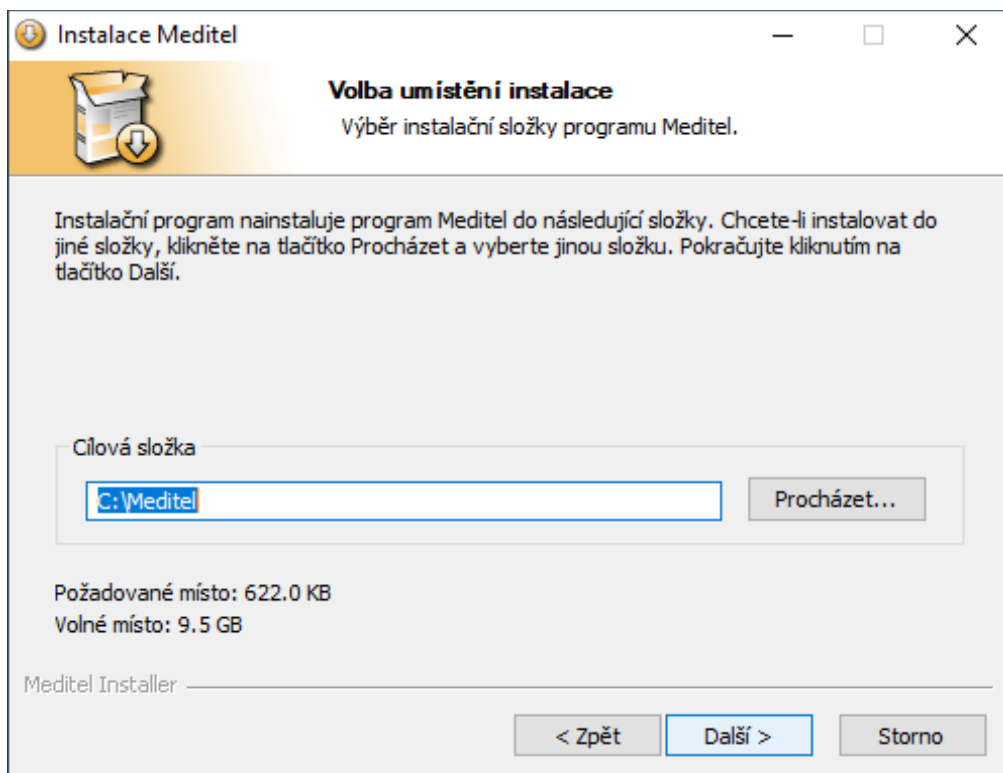 Instalace Meditel
Volba umístění instalace
Výběr instalační složky programu Meditel.
Instalační program nainstaluje program Meditel do následující složky. Chcete-li instalovat do
jiné složky, klikněte na tlačítko Procházet a vyberte jinou složku. Pokračujte kliknutím na
tlačítko Další.
Cílová složka
C:\Meditel
Procházet...
Požadované místo: 622.0 KB
Volné místo: 9.5 GB
Meditel Installer
< Zpět
Další >
Storno